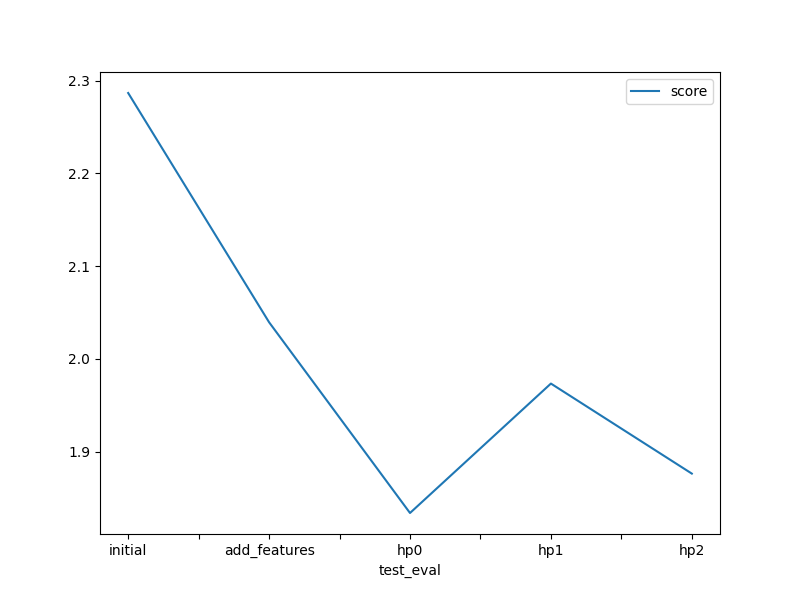 score
2.3
2.2
2.1
2.0
1.9
initial add_features hp0 hp1 hp2
test_eval